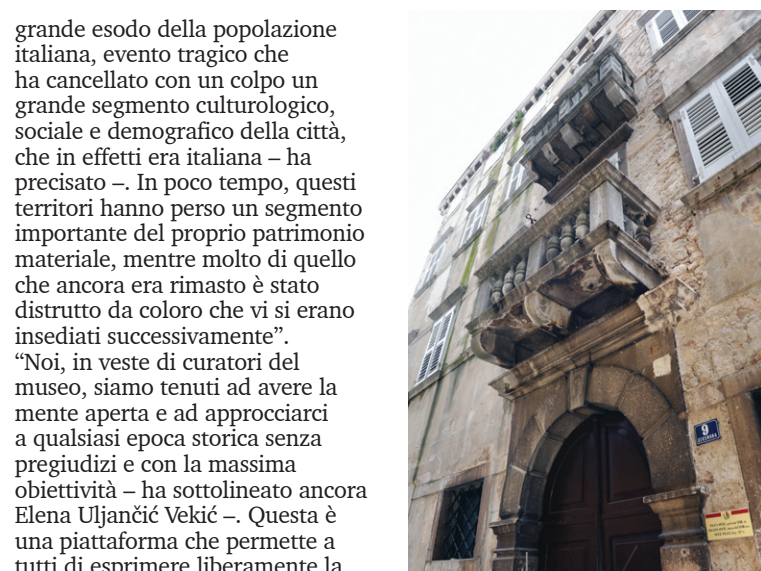 grande esodo della popolazione
italiana, evento tragico che
ha cancellato con un colpo un
grande segmento culturologico,
sociale e demografico della città,
che in effetti era italiana – ha
precisato –. In poco tempo, questi
territori hanno perso un segmento
importante del proprio patrimonio
materiale, mentre molto di quello
che ancora era rimasto è stato
distrutto da coloro che vi si erano
insediati successivamente”.
“Noi, in veste di curatori del
museo, siamo tenuti ad avere la
mente aperta e ad approcciarci
a qualsiasi epoca storica senza
pregiudizi e con la massima
obiettività – ha sottolineato ancora
Elena Uljančić Vekić –. Questa è
una piattaforma che permette a
tutti di esprimere liberamente la
9